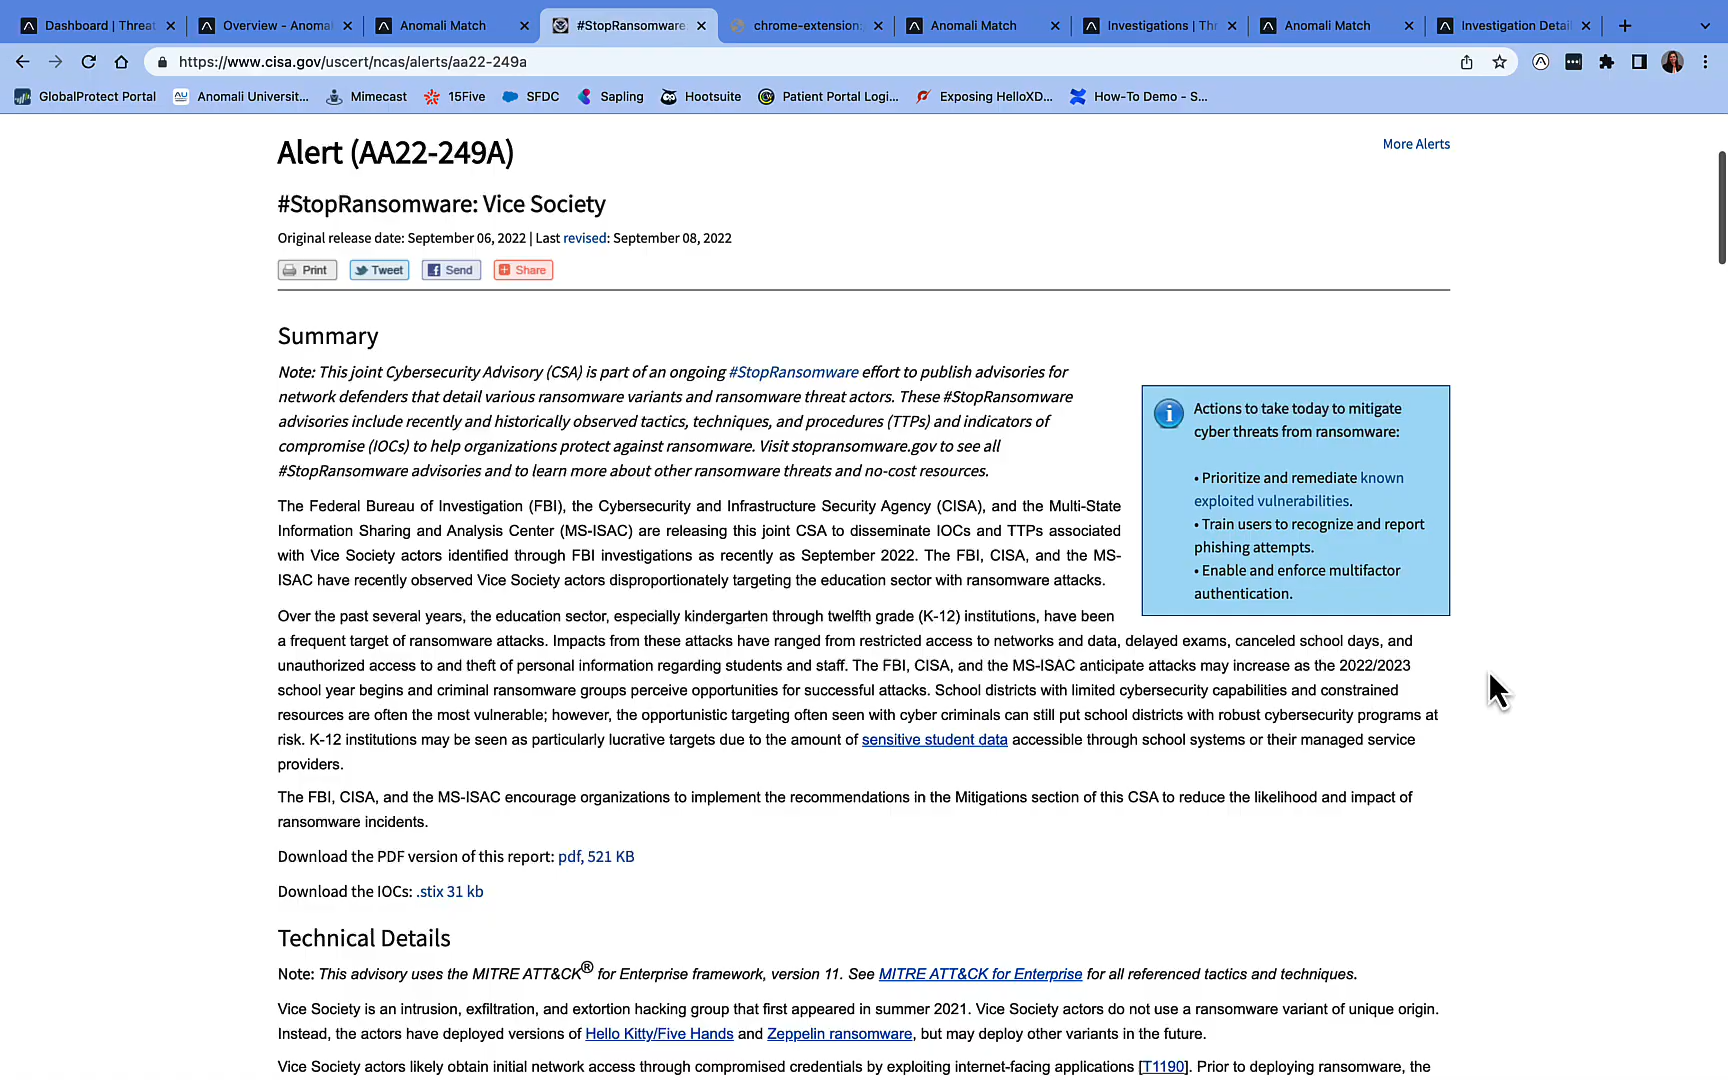 Dashboard | Threat
Overview - Anomal
Anomali Match
#StopRansomware:
chrome-extension:
Anomali Match
Investigations | Thr
Anomali Match
Investigation Detail
https://www.cisa.gov/uscert/ncas/alerts/aa22-249a
GlobalProtect Portal
Anomali Universit...
Mimecast
15Five
SFDC
Sapling
Hootsuite
Patient Portal Logi...
Exposing HelloXD...
How-To Demo - S...
Alert (AA22-249A)
More Alerts
#StopRansomware: Vice Society
Original release date: September 06, 2022 | Last revised: September 08, 2022
Print
Tweet
Send
Share
Summary
Note: This joint Cybersecurity Advisory (CSA) is part of an ongoing #StopRansomware effort to publish advisories for
network defenders that detail various ransomware variants and ransomware threat actors. These #StopRansomware
advisories include recently and historically observed tactics, techniques, and procedures (TTPs) and indicators of
compromise (IOCs) to help organizations protect against ransomware. Visit stopransomware.gov to see all
#StopRansomware advisories and to learn more about other ransomware threats and no-cost resources.
Actions to take today to mitigate
cyber threats from ransomware:
• Prioritize and remediate known
exploited vulnerabilities.
• Train users to recognize and report
phishing attempts.
• Enable and enforce multifactor
authentication.
The Federal Bureau of Investigation (FBI), the Cybersecurity and Infrastructure Security Agency (CISA), and the Multi-State
Information Sharing and Analysis Center (MS-ISAC) are releasing this joint CSA to disseminate IOCs and TTPs associated
with Vice Society actors identified through FBI investigations as recently as September 2022. The FBI, CISA, and the MS-
ISAC have recently observed Vice Society actors disproportionately targeting the education sector with ransomware attacks.
Over the past several years, the education sector, especially kindergarten through twelfth grade (K-12) institutions, have been
a frequent target of ransomware attacks. Impacts from these attacks have ranged from restricted access to networks and data, delayed exams, canceled school days, and
unauthorized access to and theft of personal information regarding students and staff. The FBI, CISA, and the MS-ISAC anticipate attacks may increase as the 2022/2023
school year begins and criminal ransomware groups perceive opportunities for successful attacks. School districts with limited cybersecurity capabilities and constrained
resources are often the most vulnerable; however, the opportunistic targeting often seen with cyber criminals can still put school districts with robust cybersecurity programs at
risk. K-12 institutions may be seen as particularly lucrative targets due to the amount of sensitive student data accessible through school systems or their managed service
providers.
The FBI, CISA, and the MS-ISAC encourage organizations to implement the recommendations in the Mitigations section of this CSA to reduce the likelihood and impact of
ransomware incidents.
Download the PDF version of this report: pdf, 521 KB
Download the IOCs: .stix 31 kb
Technical Details
Note: This advisory uses the MITRE ATT&CK® for Enterprise framework, version 11. See MITRE ATT&CK for Enterprise for all referenced tactics and techniques.
Vice Society is an intrusion, exfiltration, and extortion hacking group that first appeared in summer 2021. Vice Society actors do not use a ransomware variant of unique origin.
Instead, the actors have deployed versions of Hello Kitty/Five Hands and Zeppelin ransomware, but may deploy other variants in the future.
Vice Society actors likely obtain initial network access through compromised credentials by exploiting internet-facing applications [T1190]. Prior to deploying ransomware, the